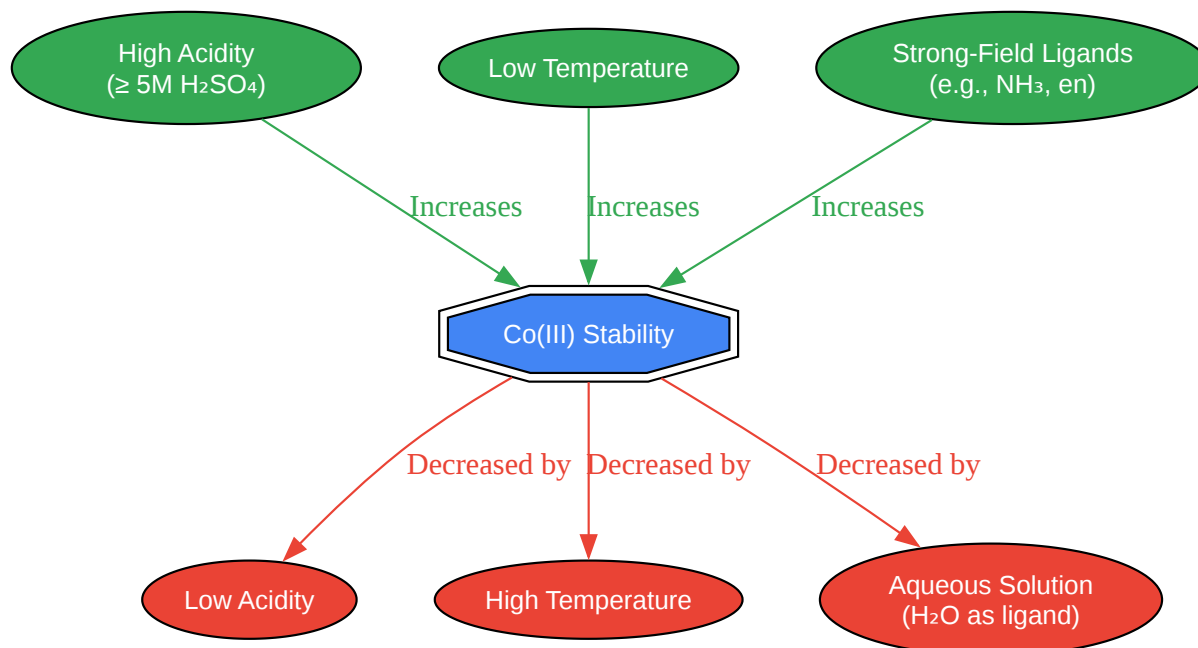 High Acidity
(≥ 5M H₂SO₄)
Low Temperature
Strong-Field Ligands
(e.g., NH₃, en)
Increases
Increases
Increases
Co(III) Stability
Decreased by
Decreased by
Decreased by
Low Acidity
High Temperature
Aqueous Solution
(H₂O as ligand)